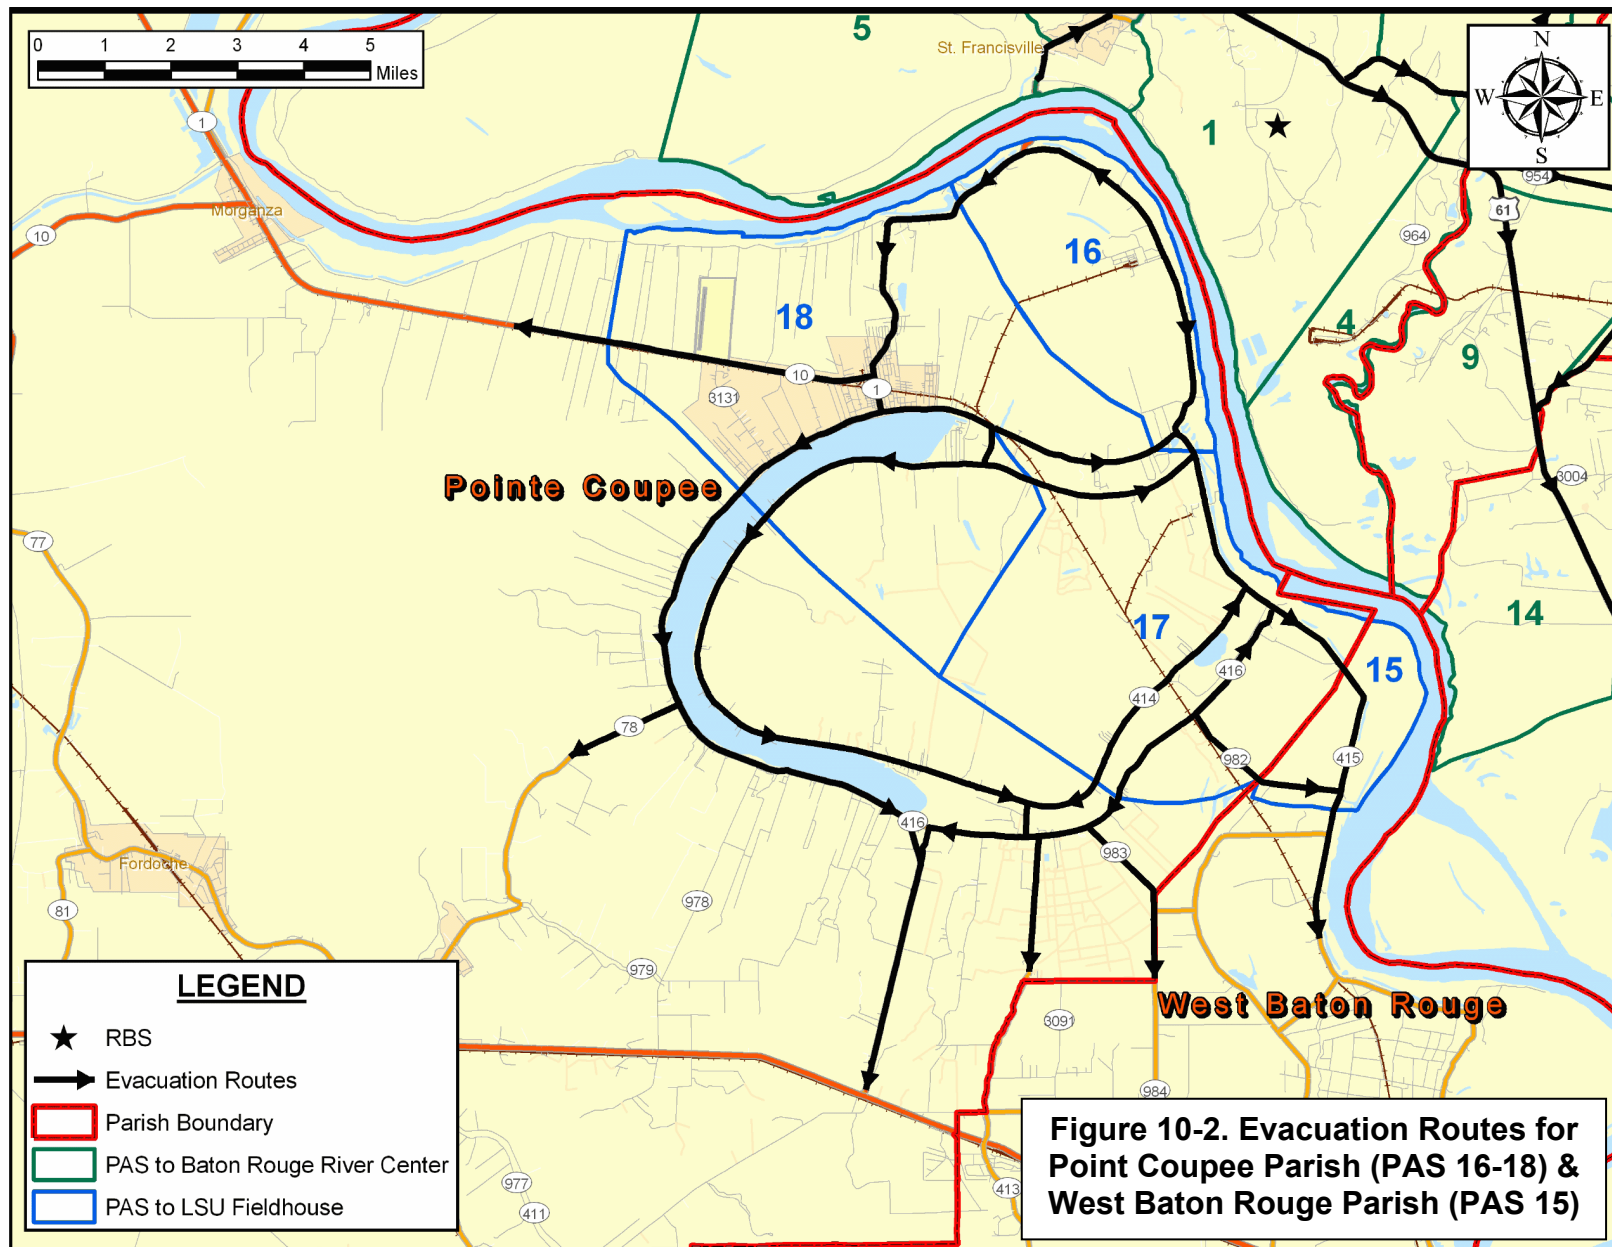 0 1 2 3 4 5
Miles
5
St. Francisville
N
W E
S
1
1
954
61
Morganza
10
16
964
18
4
9
10
1
3131
Pointe Coupee
3004
77
17
14
15
416
414
78
982
415
416
983
Fordoche
978
81
979
West Baton Rouge
3091
984
LEGEND
RBS
Evacuation Routes
Parish Boundary
PAS to Baton Rouge River Center
PAS to LSU Fieldhouse
977
411
413
Figure 10-2. Evacuation Routes for
Point Coupee Parish (PAS 16-18) &
West Baton Rouge Parish (PAS 15)